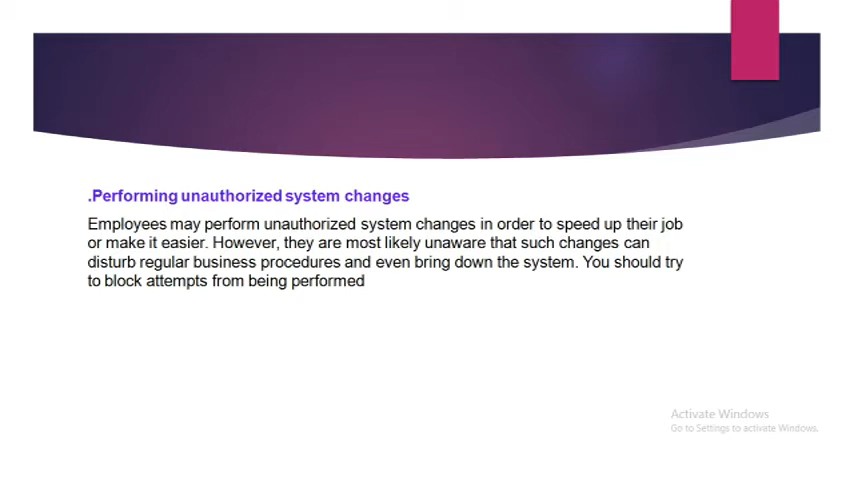 .Performing unauthorized system changes
Employees may perform unauthorized system changes in order to speed up their job
or make it easier. However, they are most likely unaware that such changes can
disturb regular business procedures and even bring down the system. You should try
to block attempts from being performed
Activate Windows
Go to Settings to activate Windows.